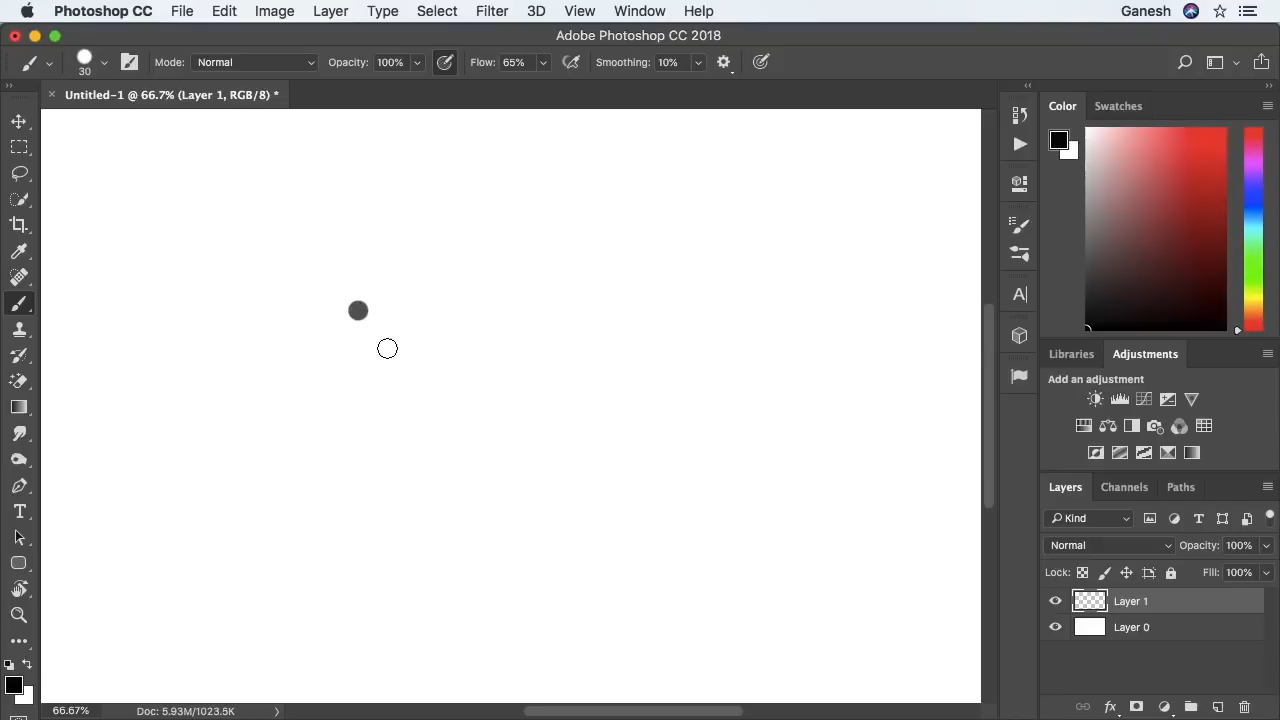 Photoshop CC File Edit Image Layer Type Select Filter 3D View Window Help Ganesh
Adobe Photoshop CC 2018
30 Mode: Normal Opacity: 100% Flow: 65% Smoothing: 10%
Untitled-1 @ 66.7% (Layer 1, RGB/8) *
Color Swatches
Libraries Adjustments
Add an adjustment
Layers Channels Paths
Kind
Normal Opacity: 100%
Lock: Fill: 100%
Layer 1
Layer 0
66.67% Doc: 5.93M/1023.5K